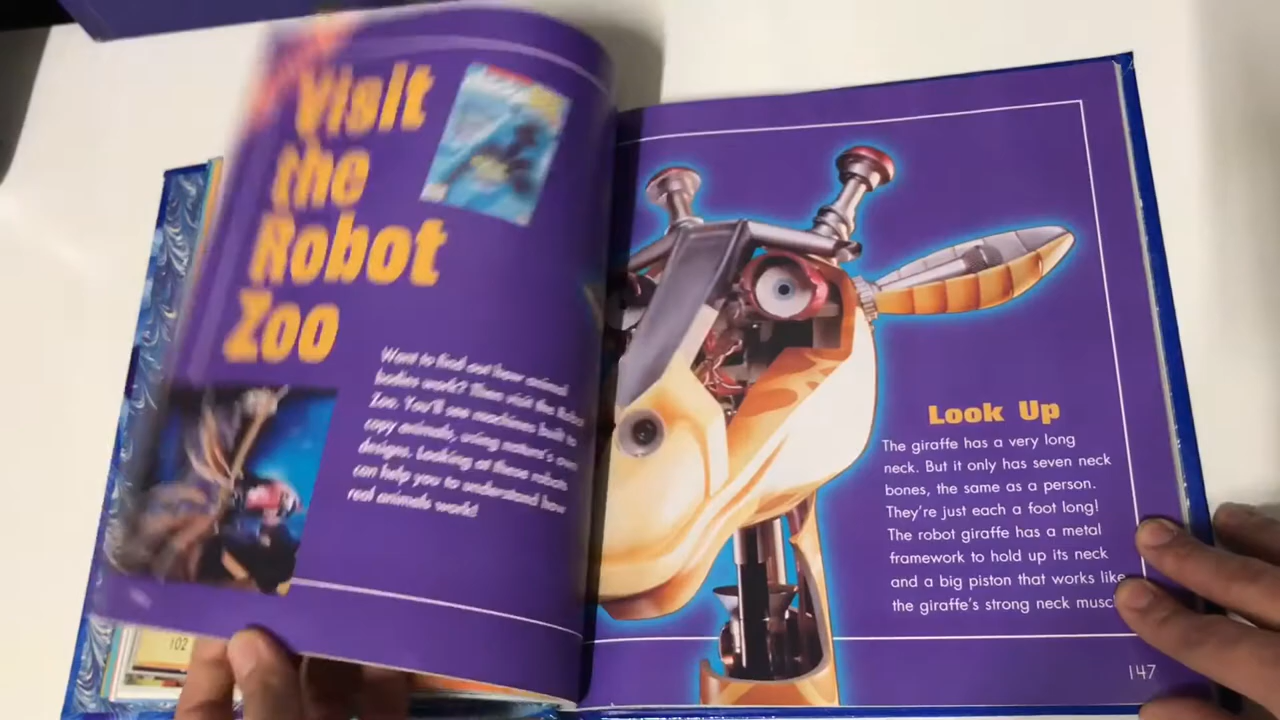 Visit
the
Robot
Zoo
Want to find out how animal
bodies work? Then visit the Robot
Zoo. You'll see machines built to
copy animals, using nature's own
designs. Looking at these robots
can help you to understand how
real animals work!
Look Up
The giraffe has a very long
neck. But it only has seven neck
bones, the same as a person.
They're just each a foot long!
The robot giraffe has a metal
framework to hold up its neck
and a big piston that works like
the giraffe's strong neck musc
147
102